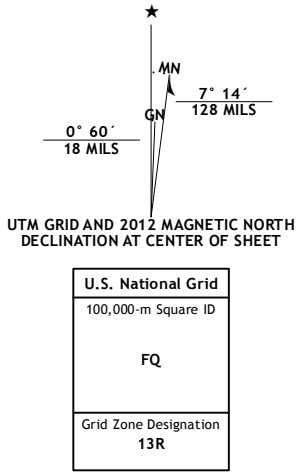 ★
MN
GN
7° 14´
128 MILS
0° 60´
18 MILS
UTM GRID AND 2012 MAGNETIC NORTH
DECLINATION AT CENTER OF SHEET
U.S. National Grid
100,000-m Square ID
FQ
Grid Zone Designation
13R